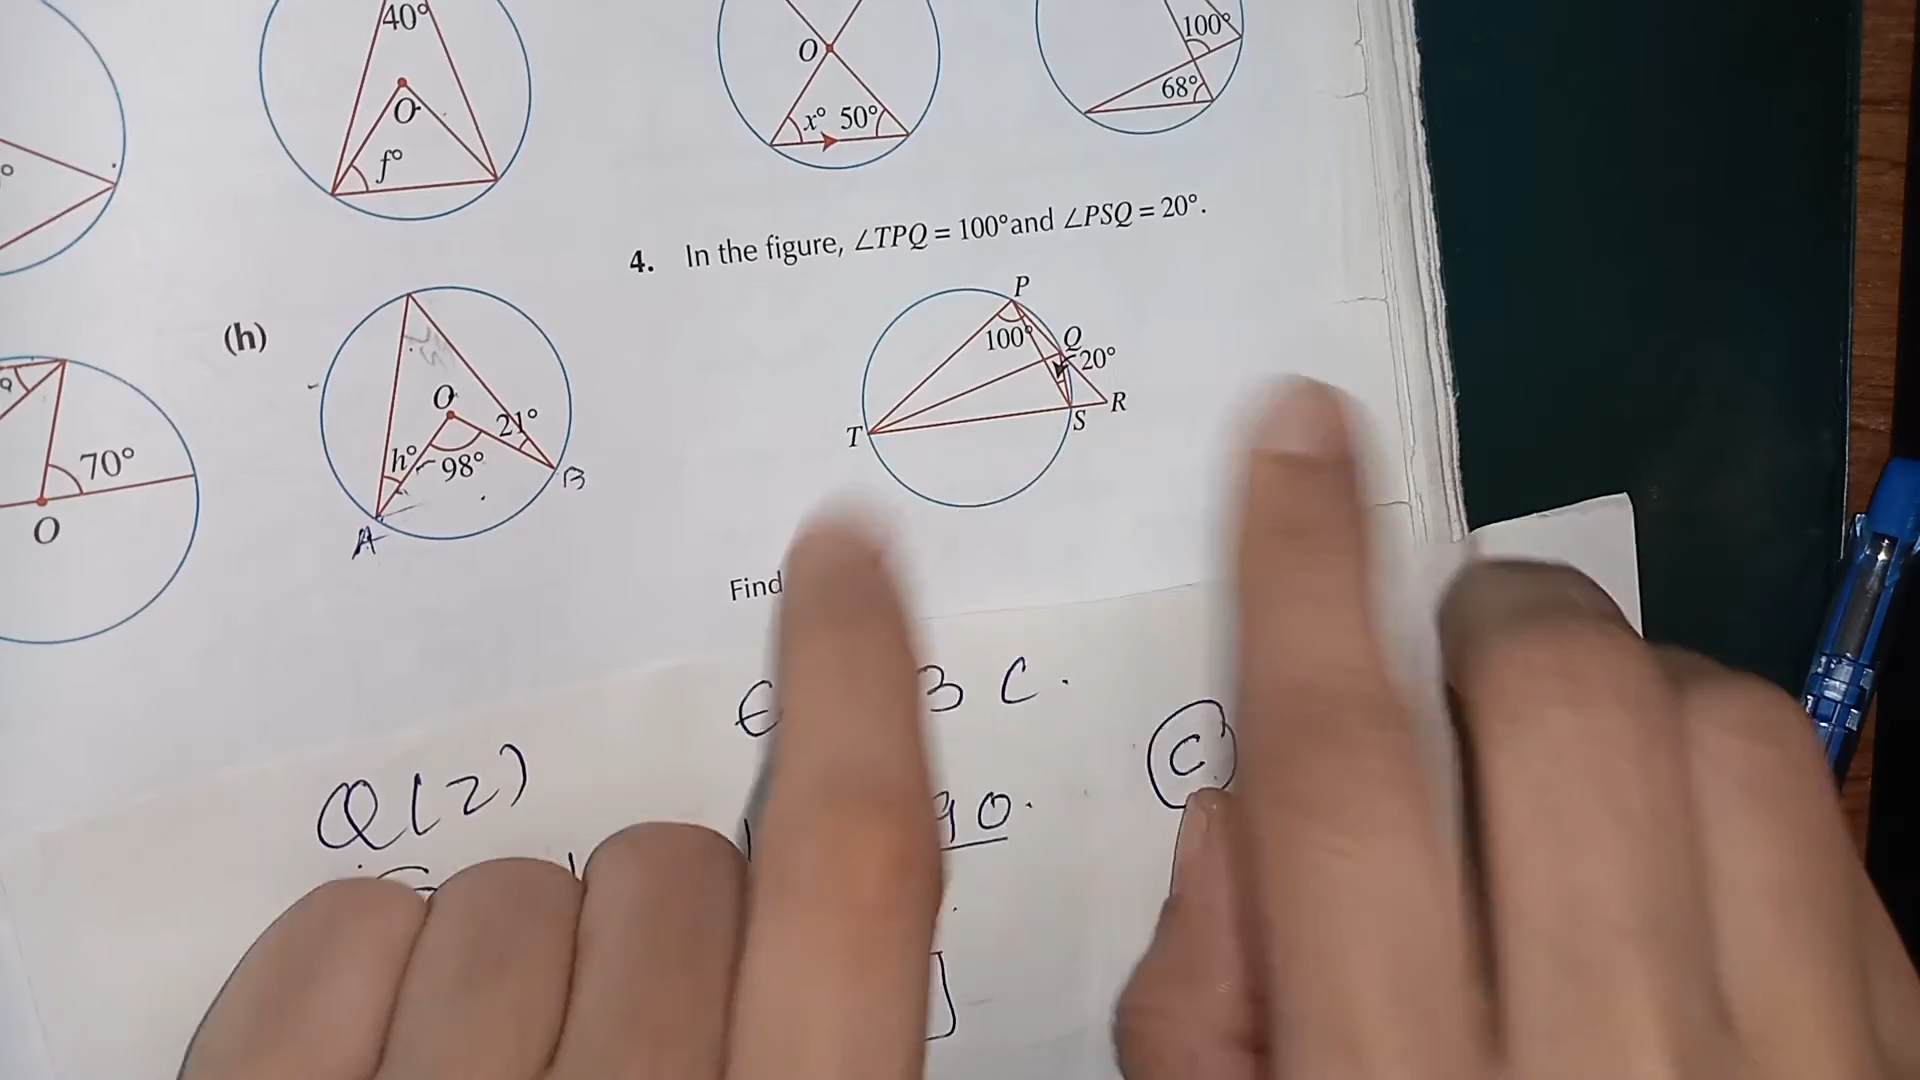 40°
O
f°
O
x° 50°
100°
68°
4. In the figure, ∠TPQ = 100°and ∠PSQ = 20°.
P
100°
Q
20°
R
S
T
(h)
O
21°
h°
98°
A
B
70°
O
Find
C.
Q(2)
90.
C